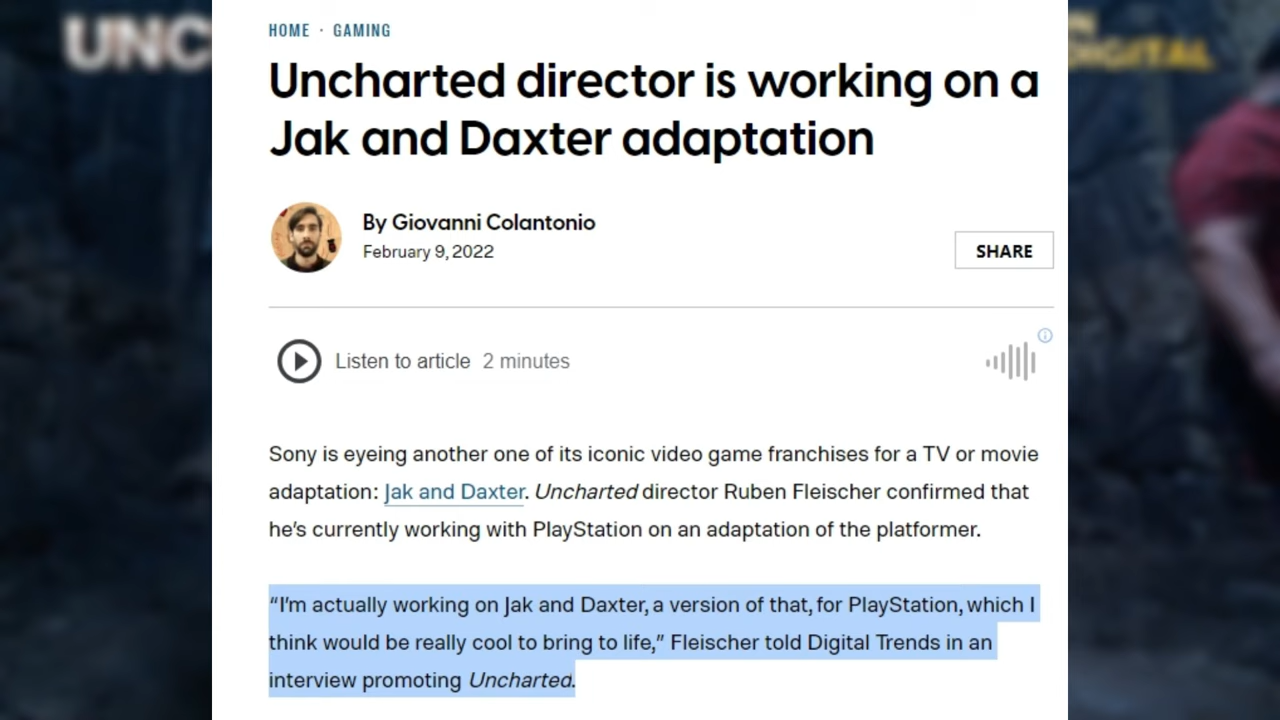 UNC
DIGITAL
HOME · GAMING
Uncharted director is working on a
Jak and Daxter adaptation
By Giovanni Colantonio
February 9, 2022
SHARE
Listen to article 2 minutes
Sony is eyeing another one of its iconic video game franchises for a TV or movie
adaptation: Jak and Daxter. Uncharted director Ruben Fleischer confirmed that
he’s currently working with PlayStation on an adaptation of the platformer.
“I’m actually working on Jak and Daxter, a version of that, for PlayStation, which I
think would be really cool to bring to life,” Fleischer told Digital Trends in an
interview promoting Uncharted.